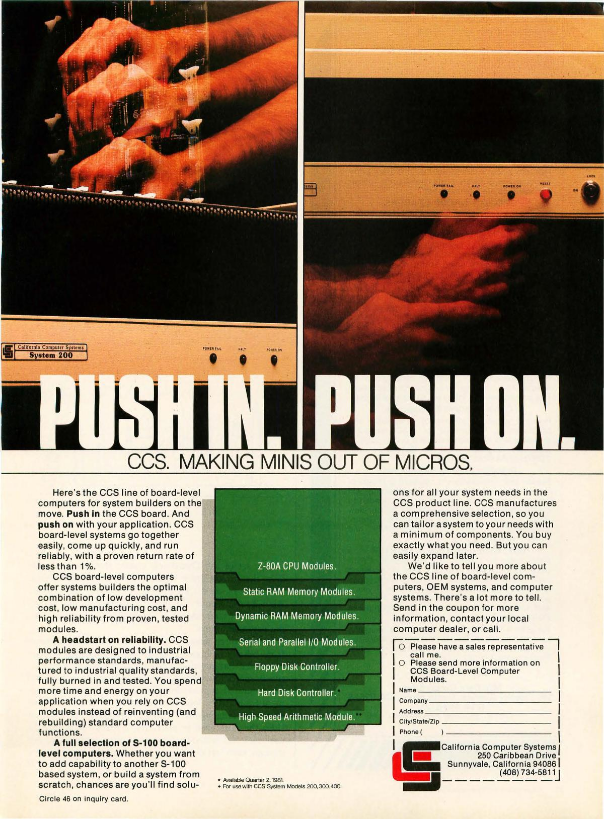 California Computer Systems
System 200
POWER FAIL
HALT
POWER ON
POWER FAIL
HALT
POWER ON
RESET
ON
PUSH IN. PUSH ON.
CCS. MAKING MINIS OUT OF MICROS.
Here's the CCS line of board-level
computers for system builders on the
move. Push in the CCS board. And
push on with your application. CCS
board-level systems go together
easily, come up quickly, and run
reliably, with a proven return rate of
less than 1%.
CCS board-level computers
offer systems builders the optimal
combination of low development
cost, low manufacturing cost, and
high reliability from proven, tested
modules.
A headstart on reliability. CCS
modules are designed to industrial
performance standards, manufac-
tured to industrial quality standards,
fully burned in and tested. You spend
more time and energy on your
application when you rely on CCS
modules instead of reinventing (and
rebuilding) standard computer
functions.
A full selection of S-100 board-
level computers. Whether you want
to add capability to another S-100
based system, or build a system from
scratch, chances are you'll find solu-
Circle 46 on inquiry card.
Z-80A CPU Modules.
Static RAM Memory Modules.
Dynamic RAM Memory Modules.
Serial and Parallel I/O Modules.
Floppy Disk Controller.
Hard Disk Controller.*
High Speed Arithmetic Module.*+
* Available Quarter 2, 1981.
+ For use with CCS System Models 200, 300, 400.
ons for all your system needs in the
CCS product line. CCS manufactures
a comprehensive selection, so you
can tailor a system to your needs with
a minimum of components. You buy
exactly what you need. But you can
easily expand later.
We'd like to tell you more about
the CCS line of board-level com-
puters, OEM systems, and computer
systems. There's a lot more to tell.
Send in the coupon for more
information, contact your local
computer dealer, or call.
Please have a sales representative
call me.
Please send more information on
CCS Board-Level Computer
Modules.
Name
Company
Address
City/State/Zip
Phone ( )
California Computer Systems
250 Caribbean Drive
Sunnyvale, California 94086
(408) 734-5811